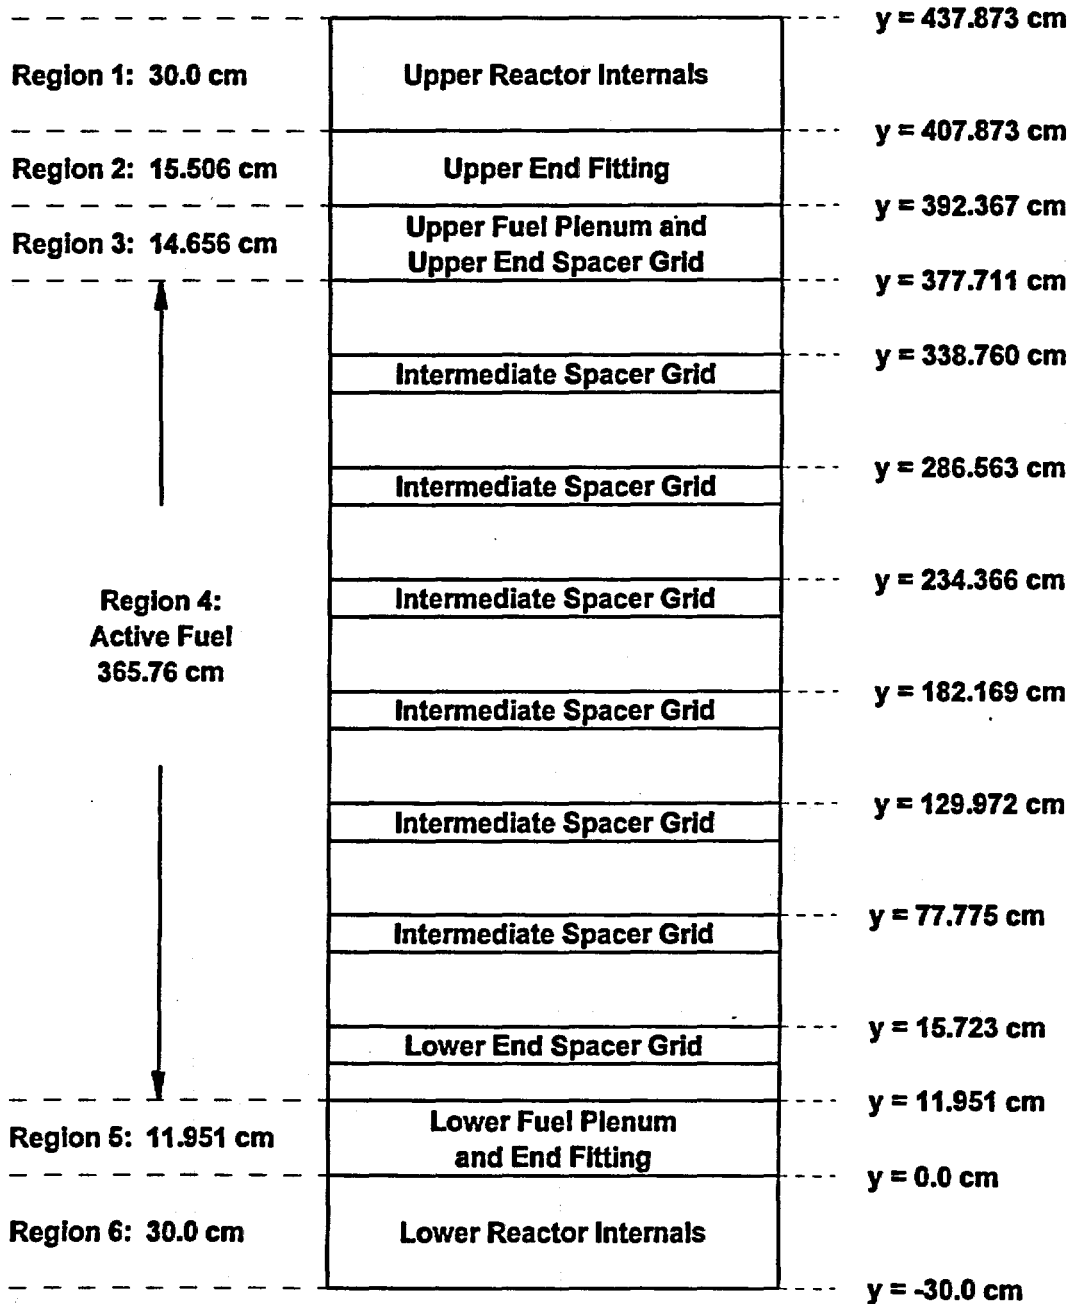 y = 437.873 cm
Region 1: 30.0 cm
Upper Reactor Internals
y = 407.873 cm
Region 2: 15.506 cm
Upper End Fitting
y = 392.367 cm
Region 3: 14.656 cm
Upper Fuel Plenum and
Upper End Spacer Grid
y = 377.711 cm
y = 338.760 cm
Intermediate Spacer Grid
y = 286.563 cm
Intermediate Spacer Grid
y = 234.366 cm
Intermediate Spacer Grid
Region 4:
Active Fuel
365.76 cm
y = 182.169 cm
Intermediate Spacer Grid
y = 129.972 cm
Intermediate Spacer Grid
y = 77.775 cm
Intermediate Spacer Grid
y = 15.723 cm
Lower End Spacer Grid
y = 11.951 cm
Region 5: 11.951 cm
Lower Fuel Plenum
and End Fitting
y = 0.0 cm
Region 6: 30.0 cm
Lower Reactor Internals
y = -30.0 cm